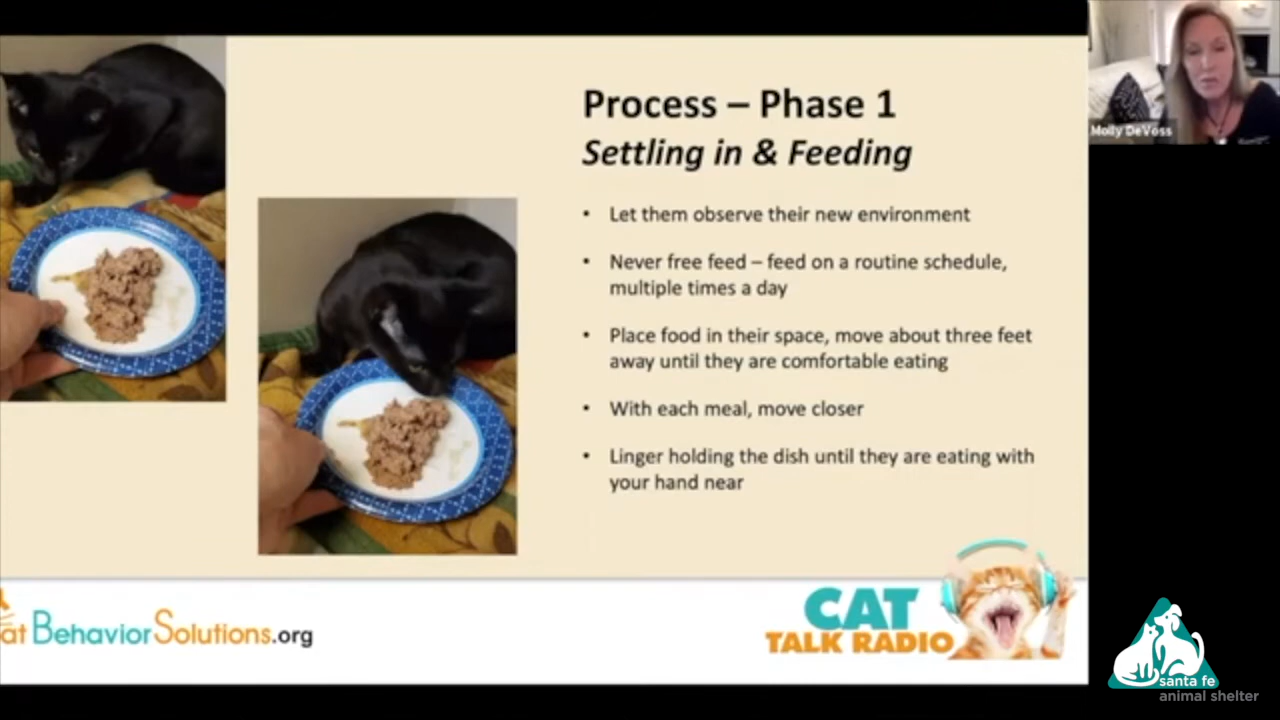 Process – Phase 1
Settling in & Feeding
• Let them observe their new environment
• Never free feed – feed on a routine schedule,
multiple times a day
• Place food in their space, move about three feet
away until they are comfortable eating
• With each meal, move closer
• Linger holding the dish until they are eating with
your hand near
at BehaviorSolutions.org
CAT
TALK RADIO
Molly DeVoss
santa fe
animal shelter